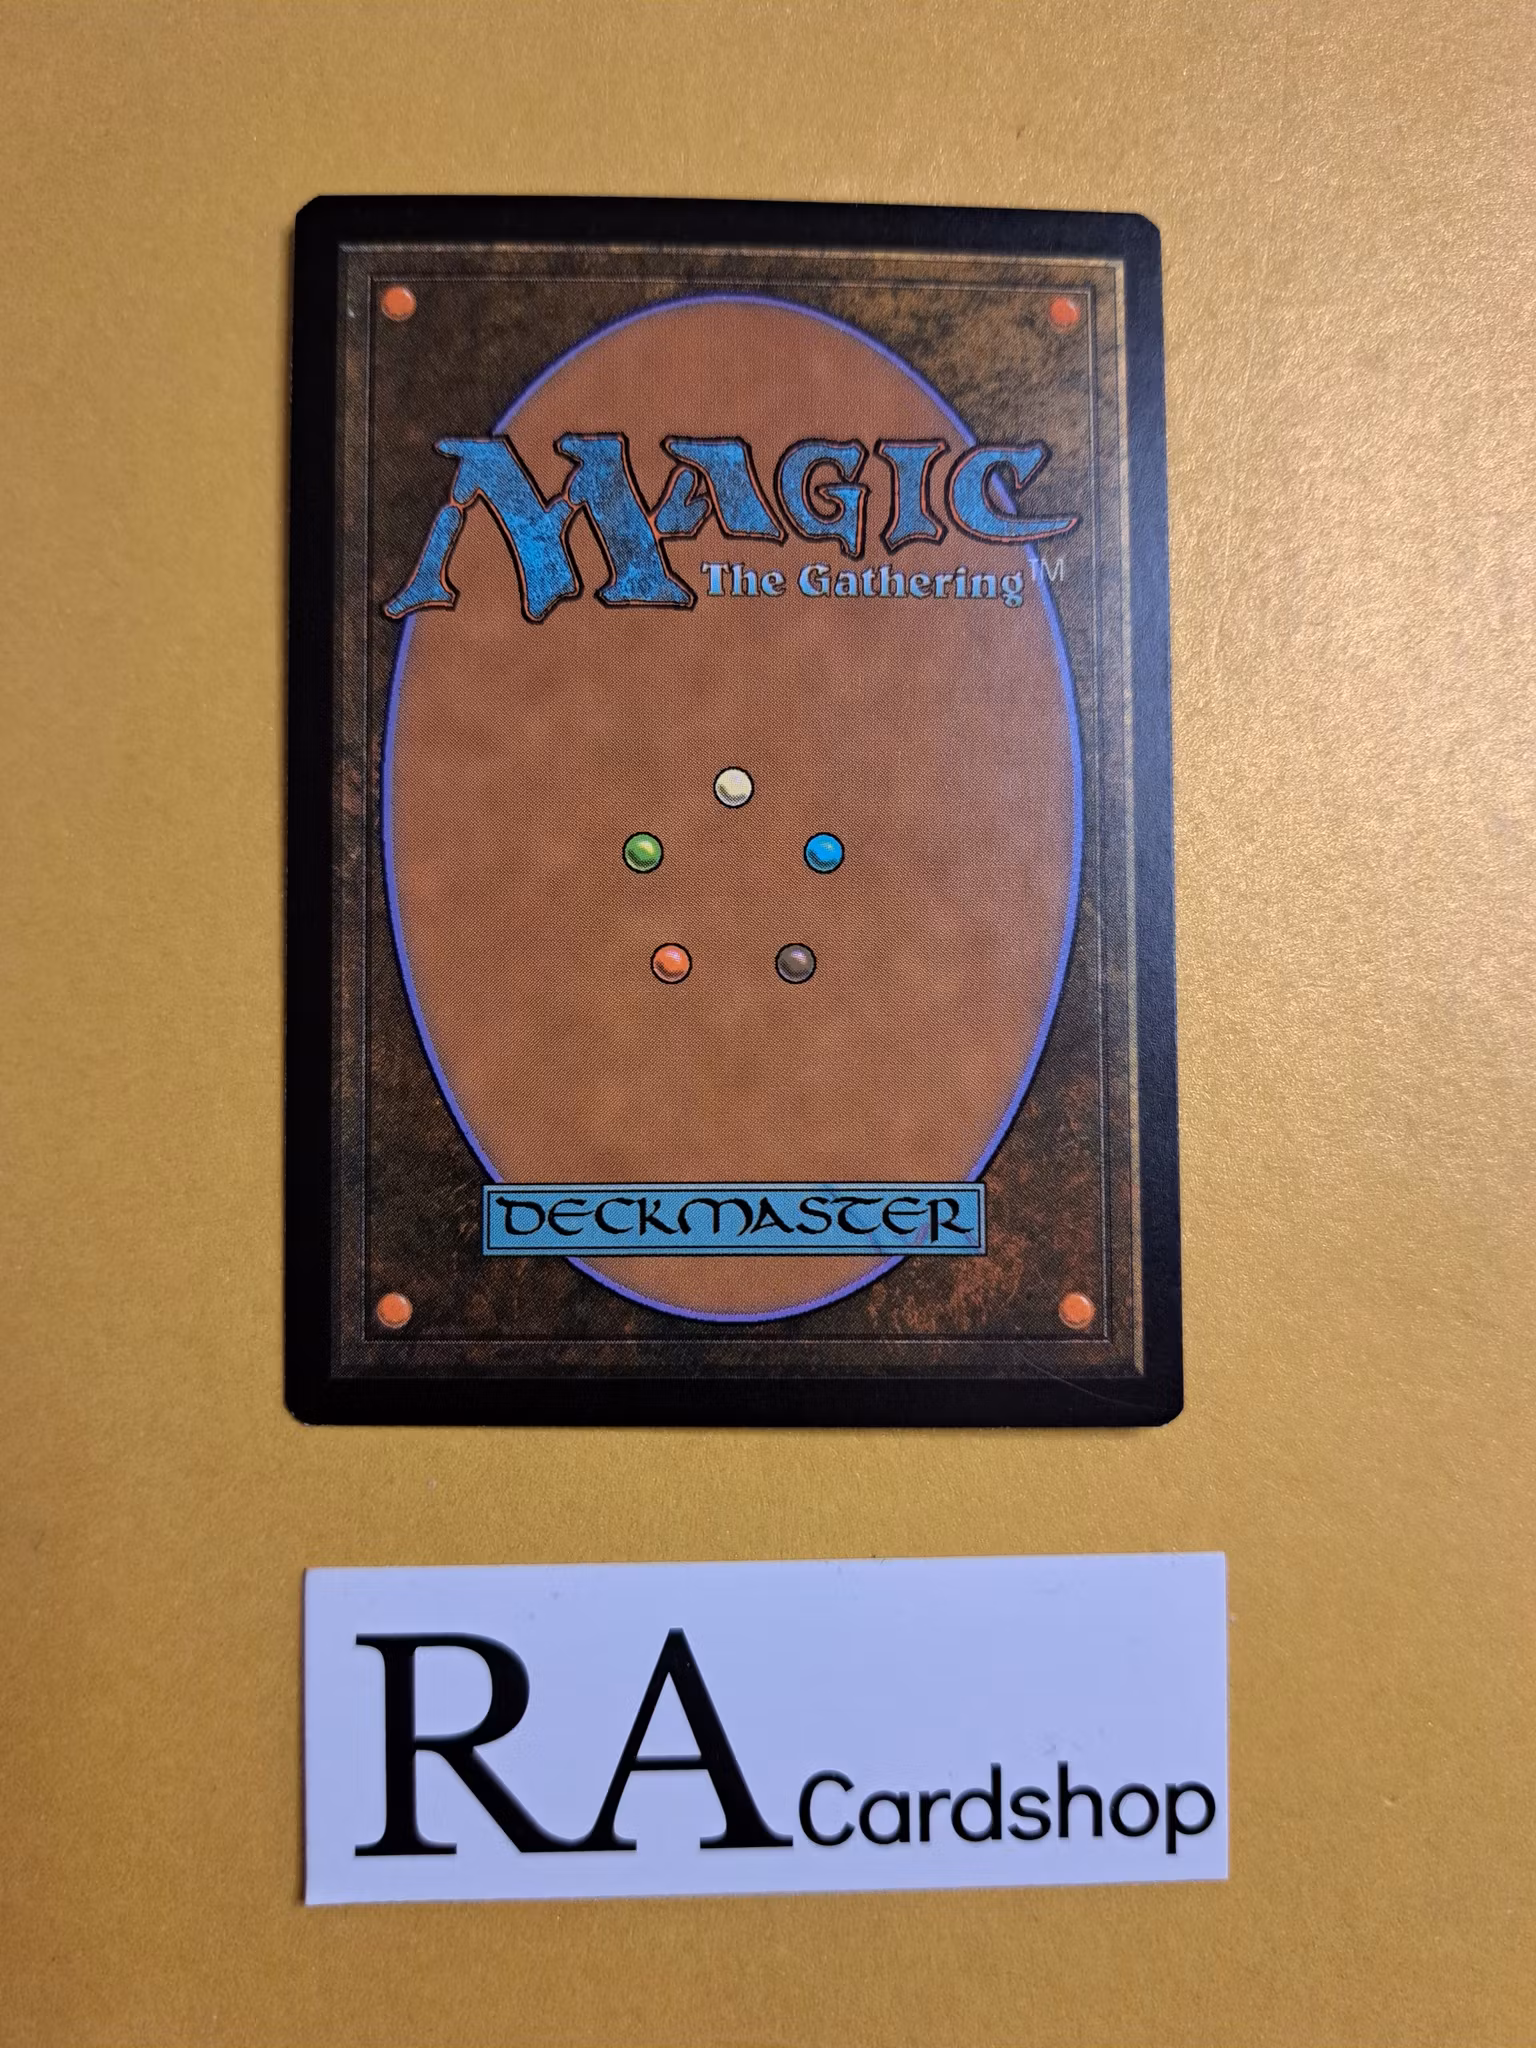 MAGIC
The Gathering™
DECKMASTER
RA Cardshop